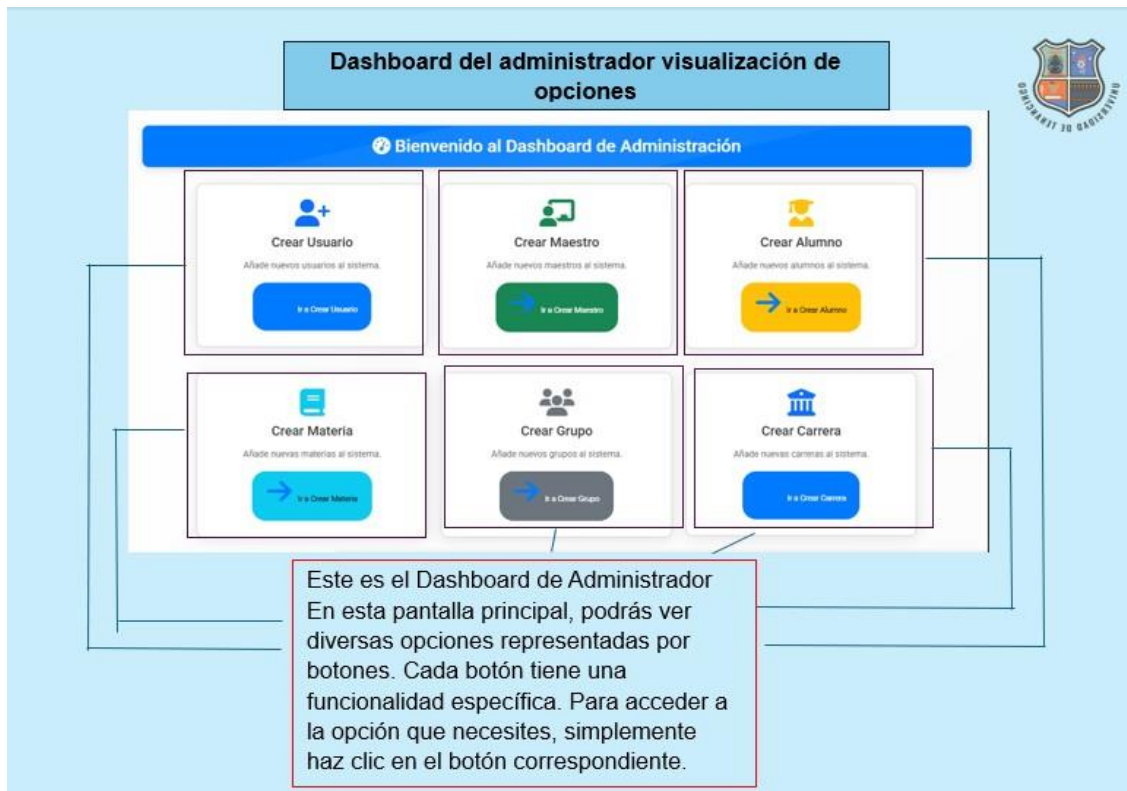 Dashboard del administrador visualización de
opciones
UNIVERSIDAD DE TENANCINGO
Bienvenido al Dashboard de Administración
Crear Usuario
Añade nuevos usuarios al sistema.
Ir a Crear Usuario
Crear Maestro
Añade nuevos maestros al sistema.
Ir a Crear Maestro
Crear Alumno
Añade nuevos alumnos al sistema.
Ir a Crear Alumno
Crear Materia
Añade nuevas materias al sistema.
Ir a Crear Materia
Crear Grupo
Añade nuevos grupos al sistema.
Ir a Crear Grupo
Crear Carrera
Añade nuevas carreras al sistema.
Ir a Crear Carrera
Este es el Dashboard de Administrador
En esta pantalla principal, podrás ver
diversas opciones representadas por
botones. Cada botón tiene una
funcionalidad específica. Para acceder a
la opción que necesites, simplemente
haz clic en el botón correspondiente.